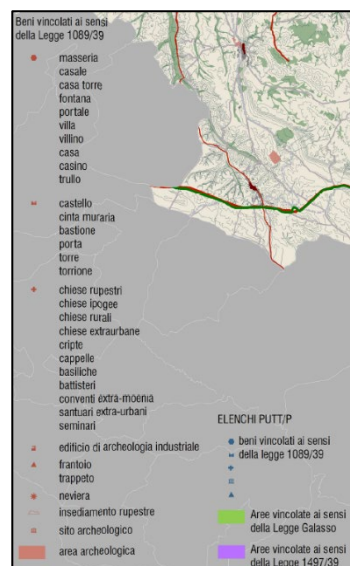 Beni vincolati ai sensi
della Legge 1089/39
masseria
casale
casa torre
fontana
portale
villa
villino
casa
casino
trullo
castello
cinta muraria
bastione
porta
torre
torrione
chiese rupestri
chiese ipogee
chiese rurali
chiese extraurbane
cripte
cappelle
basiliche
battisteri
conventi extra-moenia
santuari extra-urbani
seminari
edificio di archeologia industriale
frantoio
trappeto
neviera
insediamento rupestre
sito archeologico
area archeologica
ELENCHI PUTT/P
beni vincolati ai sensi
della legge 1089/39
Aree vincolate ai sensi
della Legge Galasso
Aree vincolate ai sensi
della Legge 1497/39